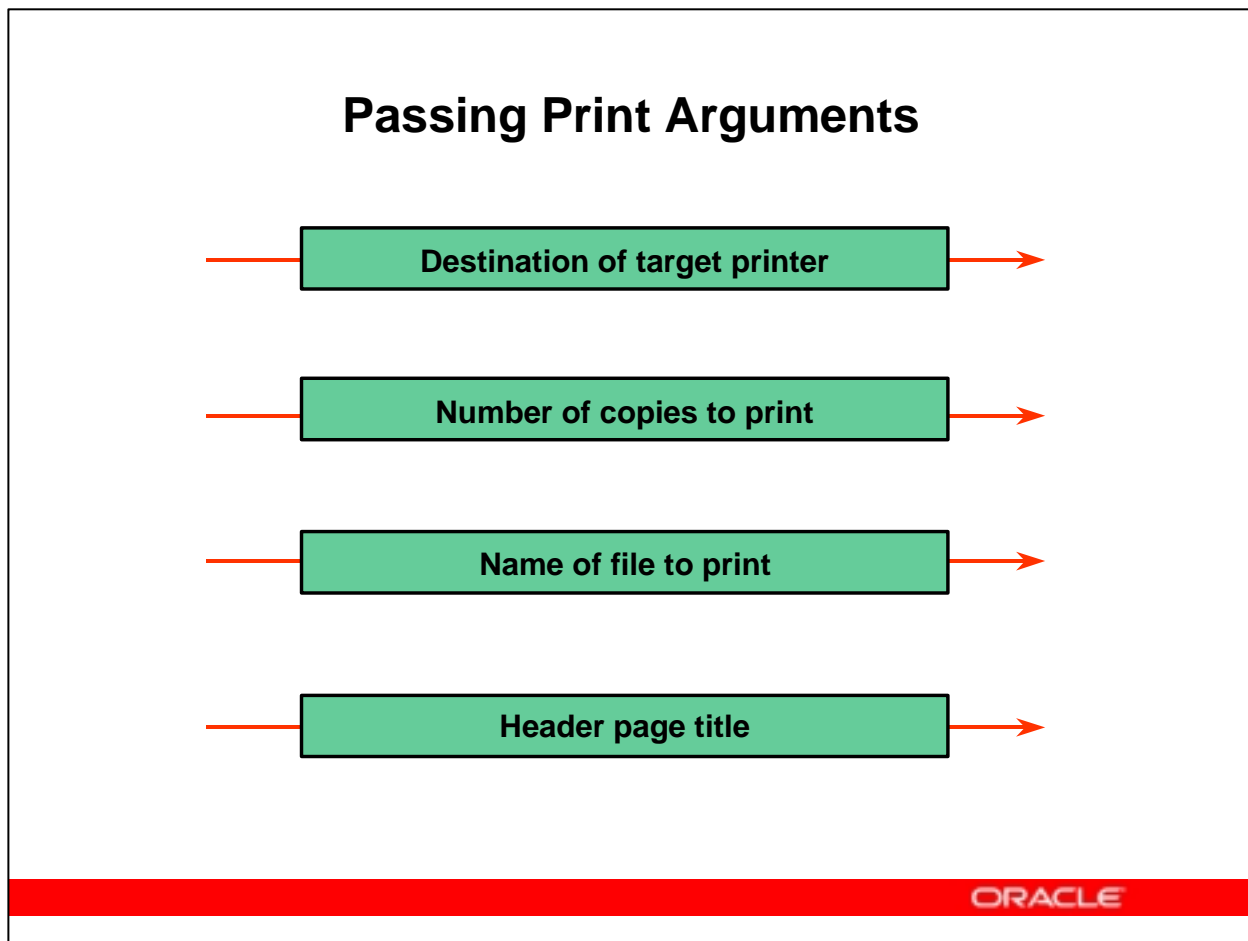 Passing Print Arguments
Destination of target printer
Number of copies to print
Name of file to print
Header page title
ORACLE